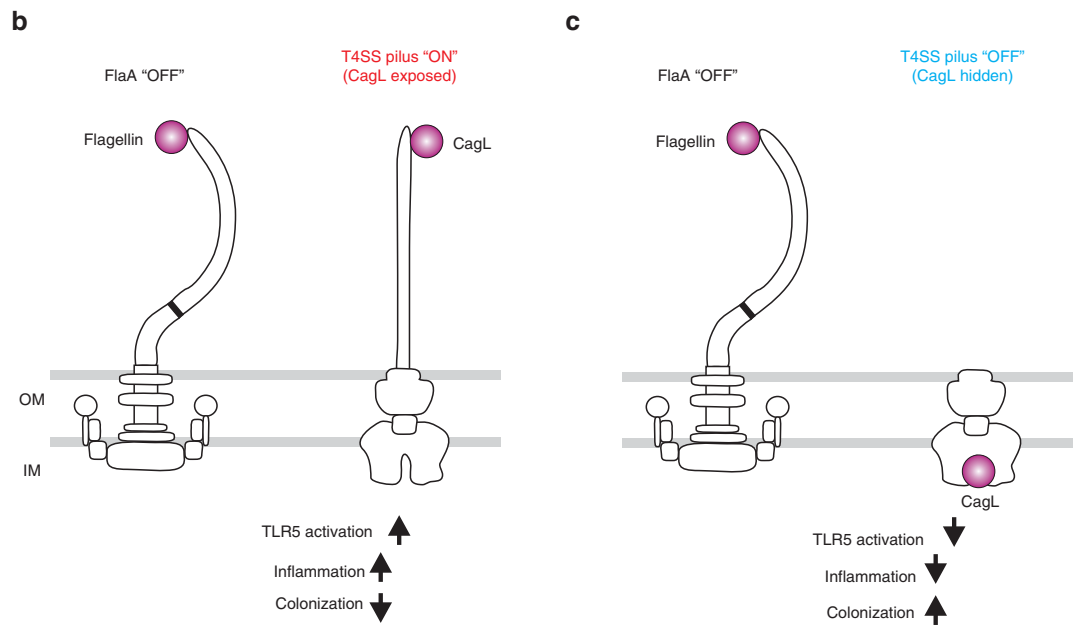 b
FlaA “OFF”
T4SS pilus “ON”
(CagL exposed)
Flagellin
CagL
OM
IM
TLR5 activation
Inflammation
Colonization
c
FlaA “OFF”
T4SS pilus “OFF”
(CagL hidden)
Flagellin
CagL
TLR5 activation
Inflammation
Colonization